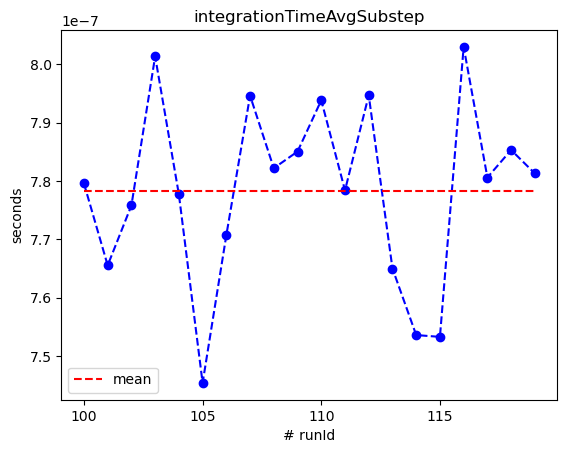 integrationTimeAvgSubstep
1e−7
8.0
7.9
7.8
7.7
7.6
7.5
seconds
mean
100 105 110 115
# runId